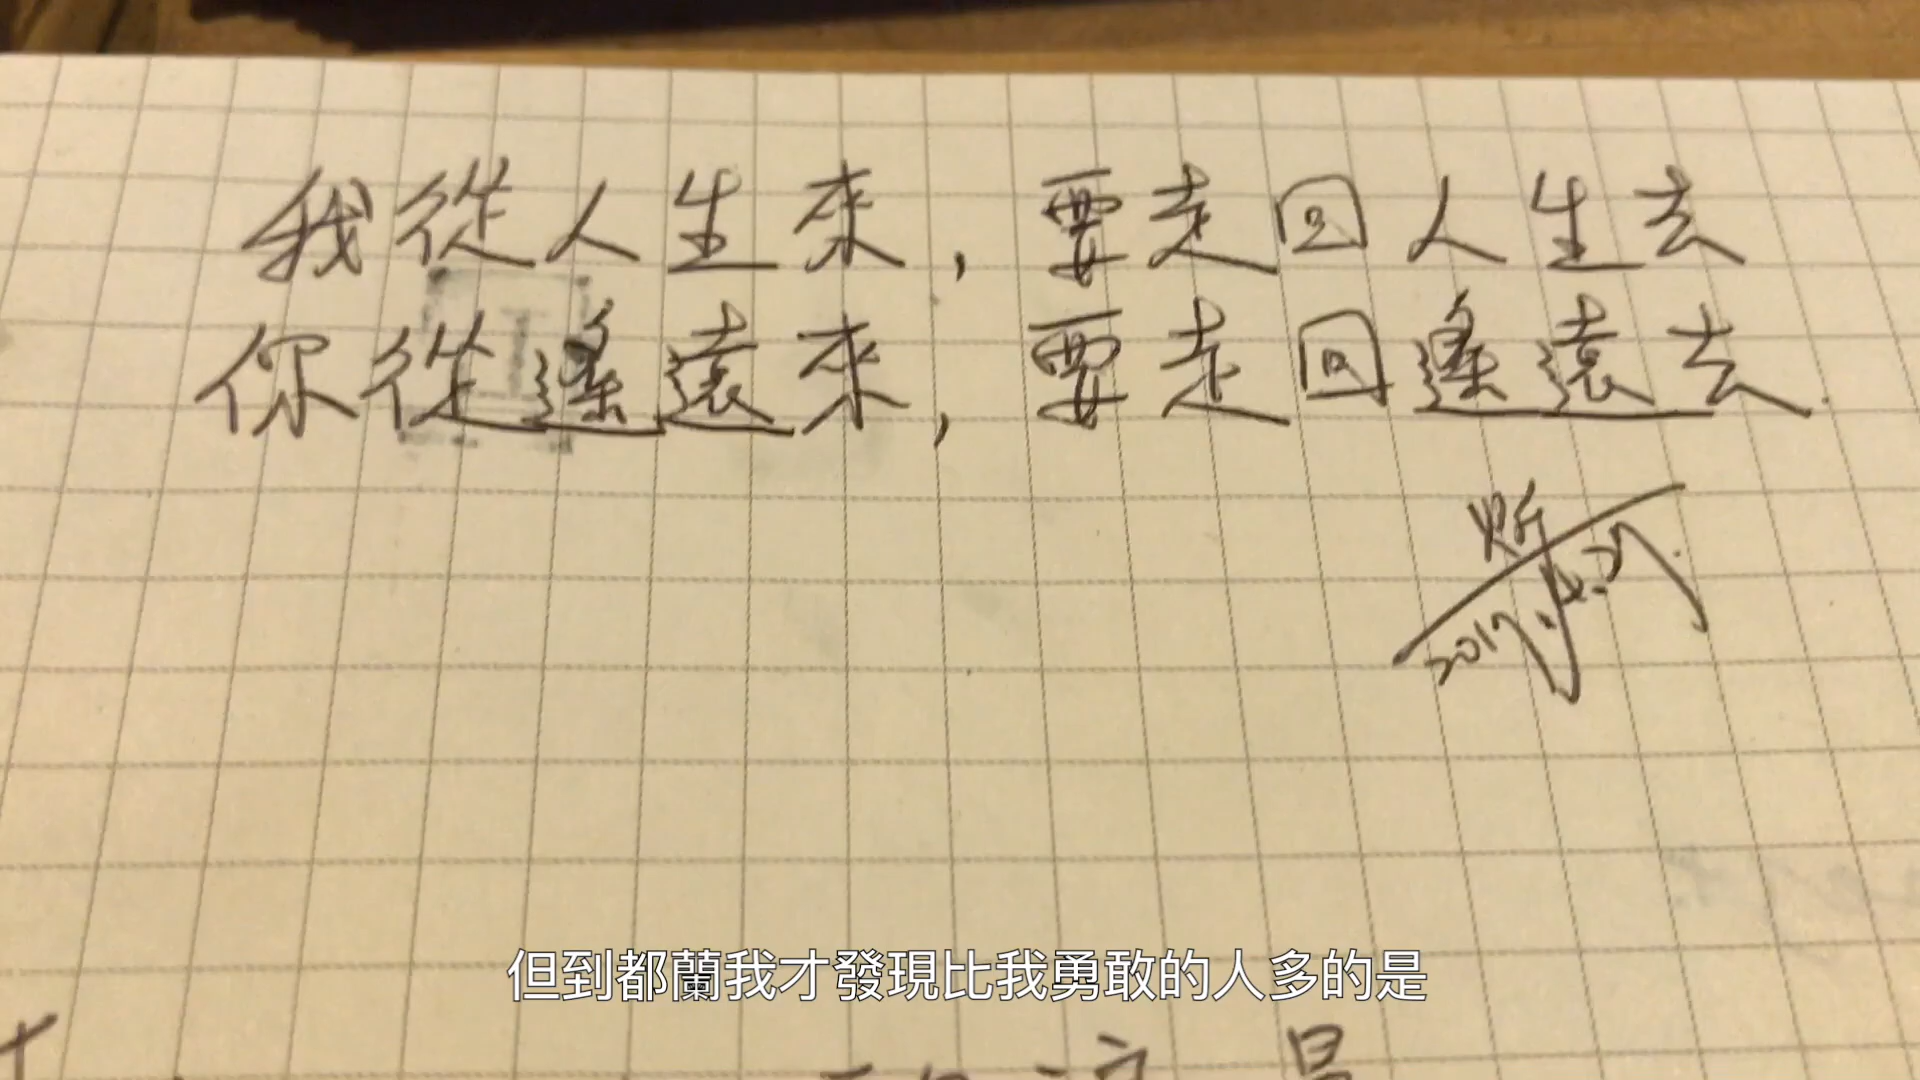 我從人生來，要走回人生去
你從遙遠來，要走回遙遠去.
但到都蘭我才發現比我勇敢的人多的是